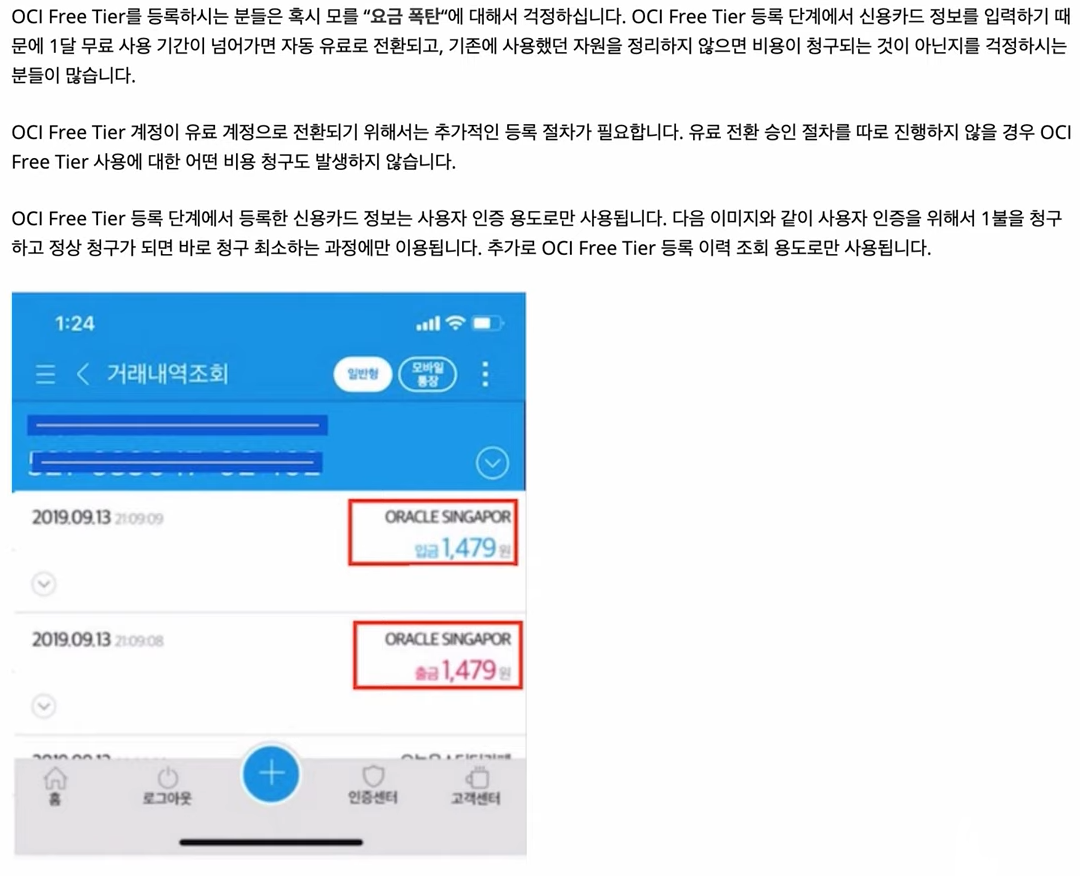 OCI Free Tier를 등록하시는 분들은 혹시 모를 “요금 폭탄“에 대해서 걱정하십니다. OCI Free Tier 등록 단계에서 신용카드 정보를 입력하기 때
문에 1달 무료 사용 기간이 넘어가면 자동 유료로 전환되고, 기존에 사용했던 자원을 정리하지 않으면 비용이 청구되는 것이 아닌지를 걱정하시는
분들이 많습니다.
OCI Free Tier 계정이 유료 계정으로 전환되기 위해서는 추가적인 등록 절차가 필요합니다. 유료 전환 승인 절차를 따로 진행하지 않을 경우 OCI
Free Tier 사용에 대한 어떤 비용 청구도 발생하지 않습니다.
OCI Free Tier 등록 단계에서 등록한 신용카드 정보는 사용자 인증 용도로만 사용됩니다. 다음 이미지와 같이 사용자 인증을 위해서 1불을 청구
하고 정상 청구가 되면 바로 청구 최소하는 과정에만 이용됩니다. 추가로 OCI Free Tier 등록 이력 조회 용도로만 사용됩니다.
1:24
거래내역조회 일반형 모바일
통장
2019.09.13 21:09:09 ORACLE SINGAPOR
입금 1,479 원
2019.09.13 21:09:08 ORACLE SINGAPOR
출금 1,479 원
홈 로그아웃 인증센터 고객센터